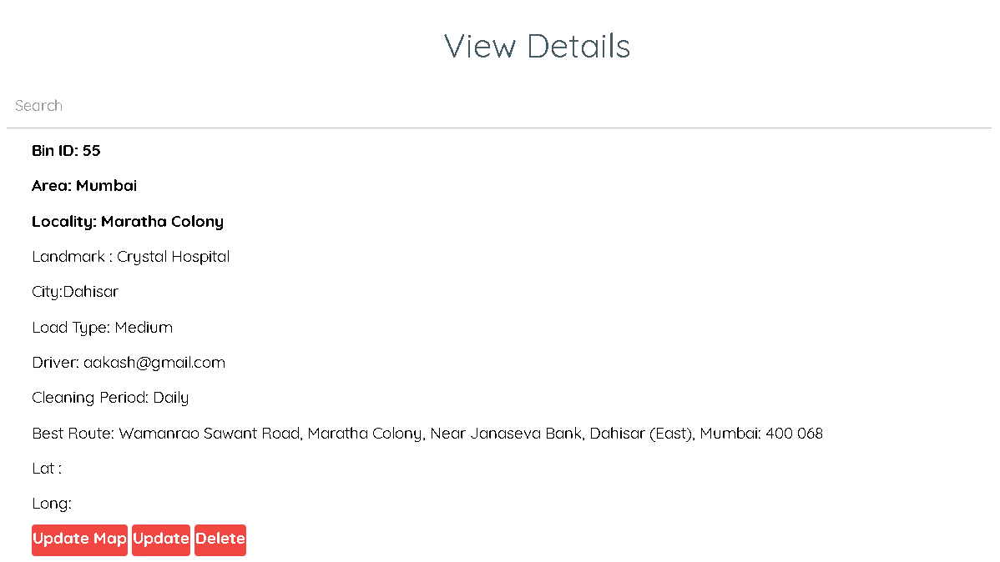 View Details
Search
Bin ID: 55
Area: Mumbai
Locality: Maratha Colony
Landmark : Crystal Hospital
City:Dahisar
Load Type: Medium
Driver: aakash@gmail.com
Cleaning Period: Daily
Best Route: Wamanrao Sawant Road, Maratha Colony, Near Janaseva Bank, Dahisar (East), Mumbai: 400 068
Lat :
Long:
Update Map Update Delete